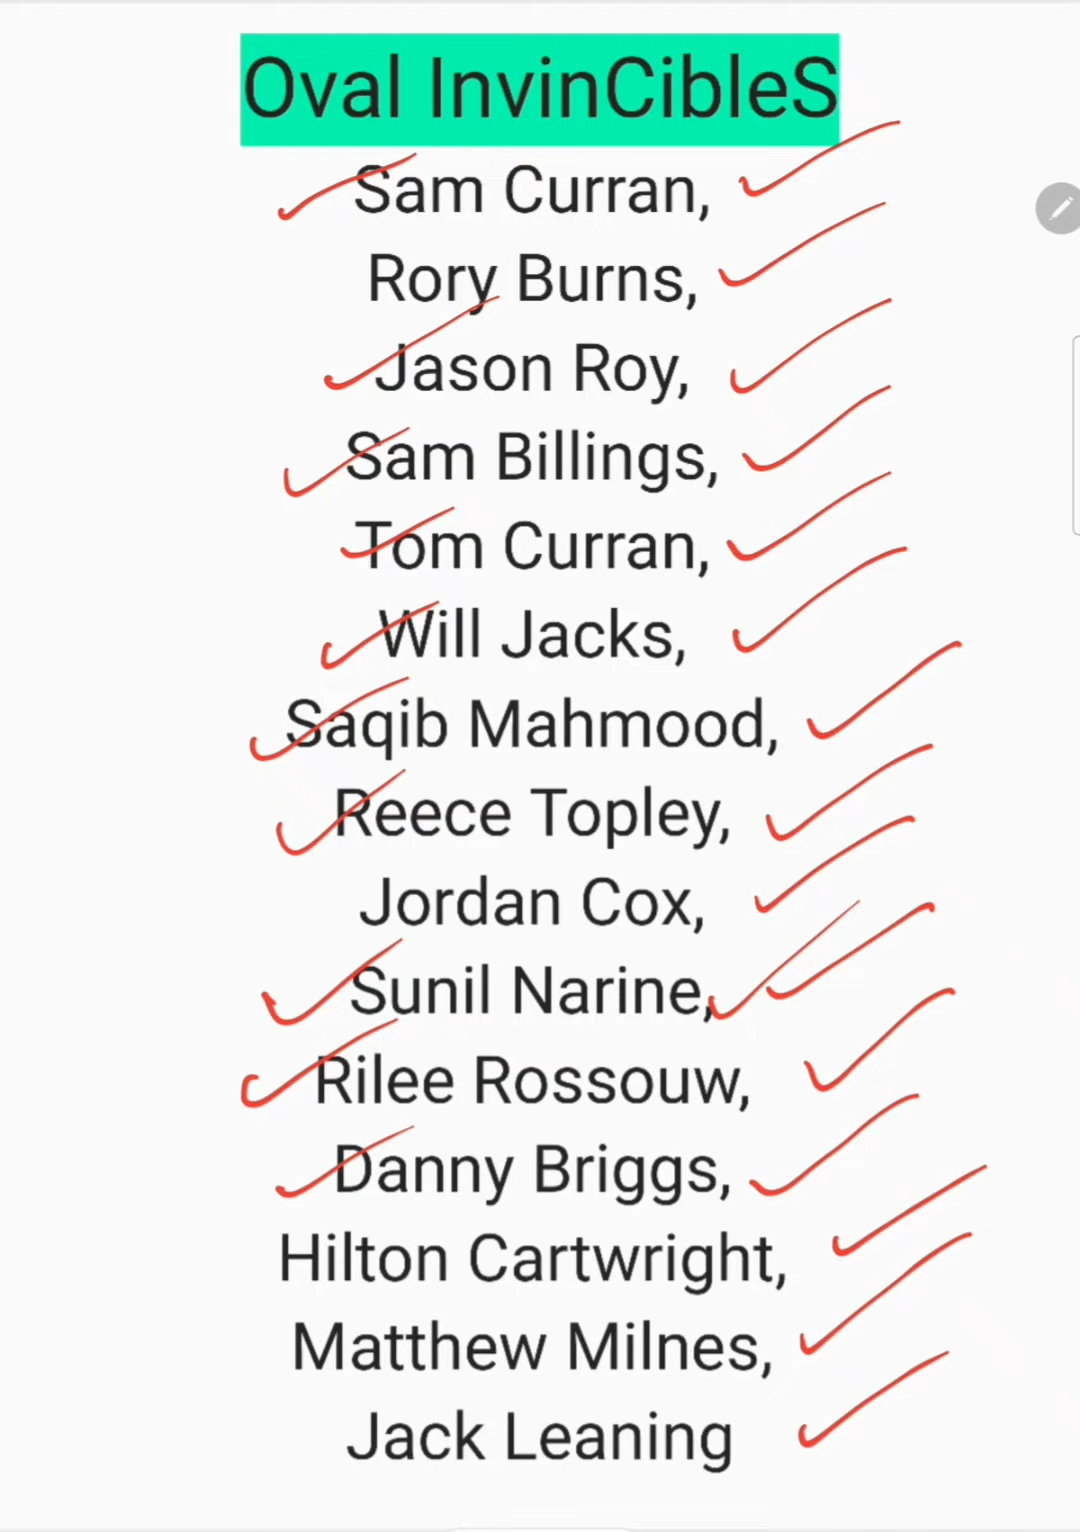 Oval InvinCibleS
Sam Curran,
Rory Burns,
Jason Roy,
Sam Billings,
Tom Curran,
Will Jacks,
Saqib Mahmood,
Reece Topley,
Jordan Cox,
Sunil Narine,
Rilee Rossouw,
Danny Briggs,
Hilton Cartwright,
Matthew Milnes,
Jack Leaning